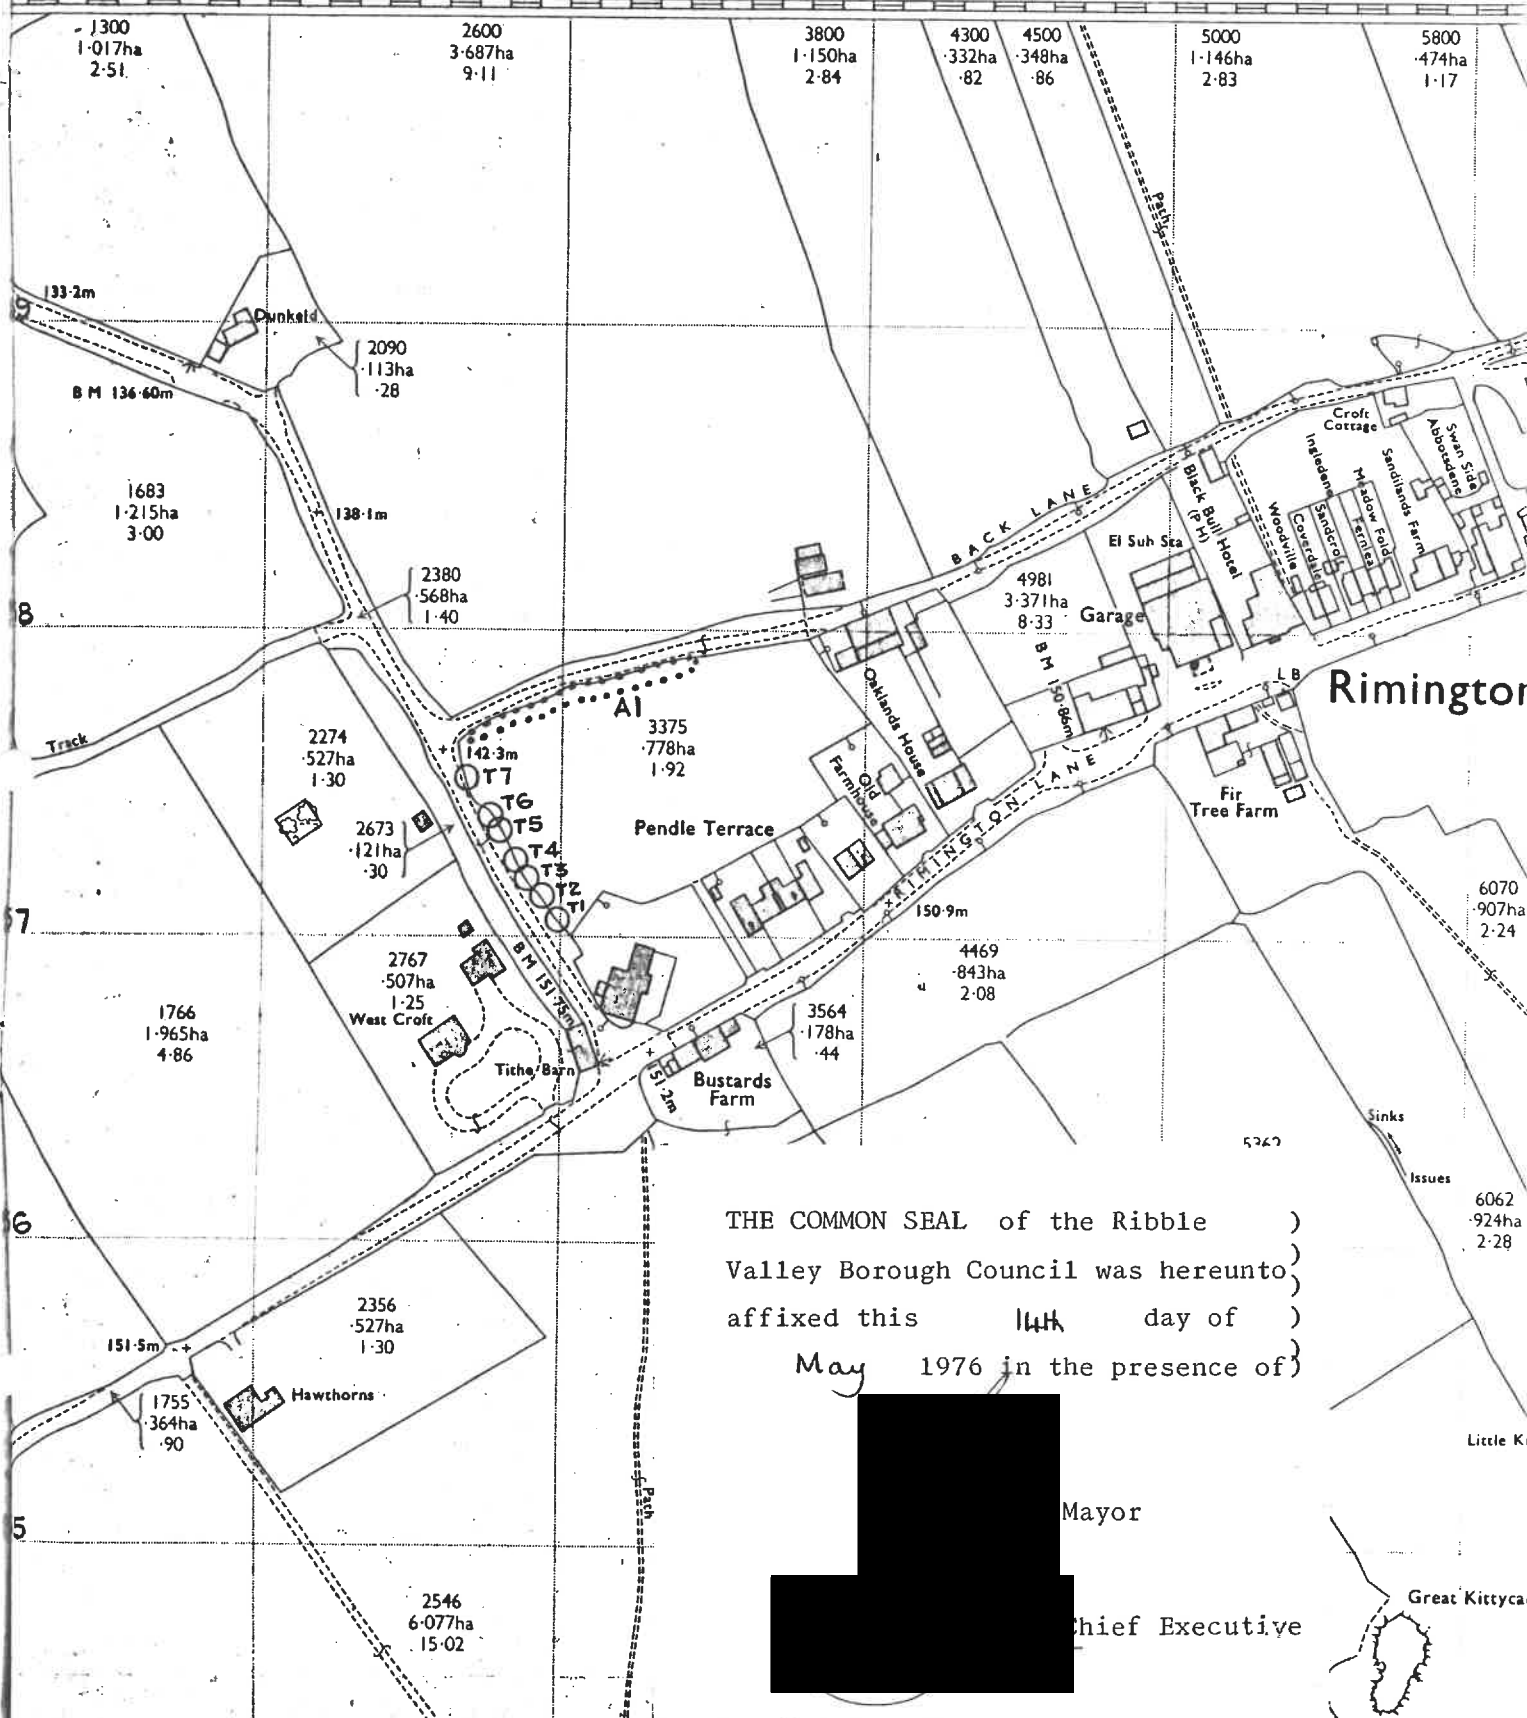 1300
1·017ha
2·51
2600
3·687ha
9·11
3800
1·150ha
2·84
4300
·332ha
·82
4500
·348ha
·86
5000
1·146ha
2·83
5800
·474ha
1·17
Path
9
133·2m
Dunkeld
2090
·113ha
·28
B M 136·60m
1683
1·215ha
3·00
138·1m
2380
·568ha
1·40
8
BACK LANE
Croft
Cottage
Swan Side
Abbotsdene
Sandilands Farm
Meadow Fold
Fernlea
Ingledene
Sandcroft
Coverdale
Woodville
Black Bull Hotel
(P H)
El Sub Sta
4981
3·371ha
8·33
Garage
B M 150·86m
L B
Rimington
Track
2274
·527ha
1·30
142·3m
A1
3375
·778ha
1·92
Oaklands House
Old
Farmhouse
T7
T6
T5
T4
T3
T2
T1
2673
·121ha
·30
Pendle Terrace
RIMINGTON LANE
Fir
Tree Farm
7
150·9m
6070
·907ha
2·24
4469
·843ha
2·08
2767
·507ha
1·25
West Croft
B M 151·75m
1766
1·965ha
4·86
3564
·178ha
·44
Tithe Barn
151·2m
Bustards
Farm
Sinks
Issues
5362
6062
·924ha
2·28
6
THE COMMON SEAL of the Ribble )
Valley Borough Council was hereunto )
affixed this 14th day of )
May 1976 in the presence of )
2356
·527ha
1·30
151·5m
Hawthorns
1755
·364ha
·90
Little K
Path
Mayor
5
2546
6·077ha
15·02
Great Kittyca
Chief Executive